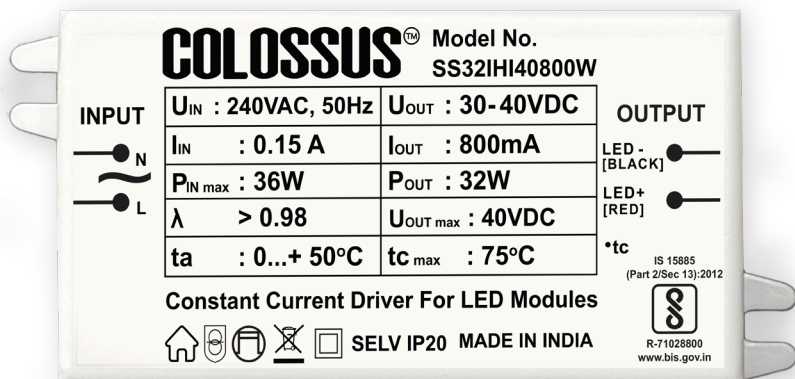 COLOSSUS™ Model No.
SS32IHI40800W
INPUT
N
L
UIN : 240VAC, 50Hz UOUT : 30-40VDC
IIN : 0.15 A IOUT : 800mA
PIN max : 36W POUT : 32W
λ > 0.98 UOUT max : 40VDC
ta : 0...+ 50°C tc max : 75°C
OUTPUT
LED -
[BLACK]
LED+
[RED]
•tc
IS 15885
(Part 2/Sec 13):2012
R-71028800
www.bis.gov.in
Constant Current Driver For LED Modules
SELV IP20 MADE IN INDIA